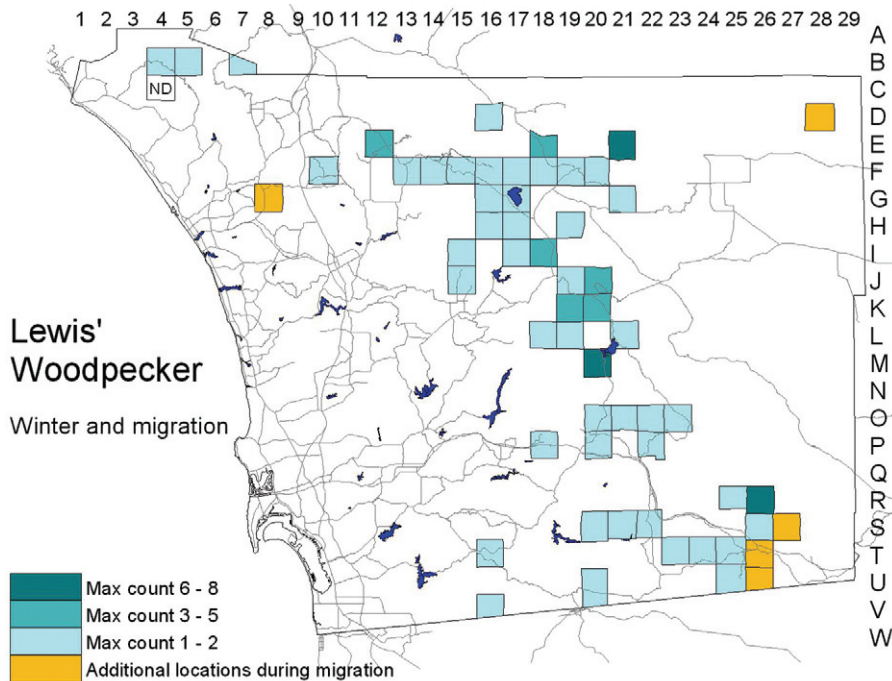 1 2 3 4 5 6 7 8 9 10 11 12 13 14 15 16 17 18 19 20 21 22 23 24 25 26 27 28 29
A
B
C
ND
D
E
F
G
H
I
J
K
L
M
N
O
P
Q
R
S
T
U
V
W
Lewis'
Woodpecker
Winter and migration
Max count 6 - 8
Max count 3 - 5
Max count 1 - 2
Additional locations during migration